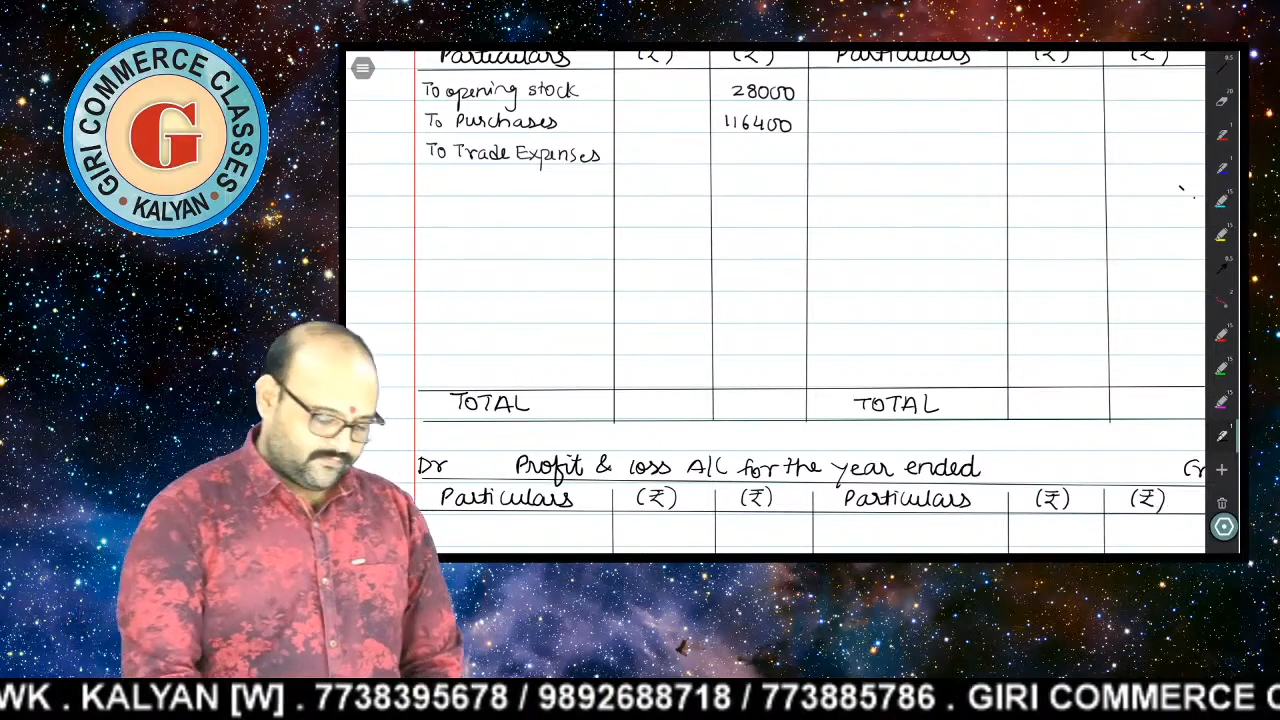 GIRI COMMERCE CLASSES
G
• KALYAN •
Particulars (₹) (₹) Particulars (₹) (₹)
To opening stock 28000
To Purchases 116400
To Trade Expenses
TOTAL TOTAL
Dr Profit & loss A/C for the year ended Cr
Particulars (₹) (₹) Particulars (₹) (₹)
WK . KALYAN [W] . 7738395678 / 9892688718 / 773885786 . GIRI COMMERCE C